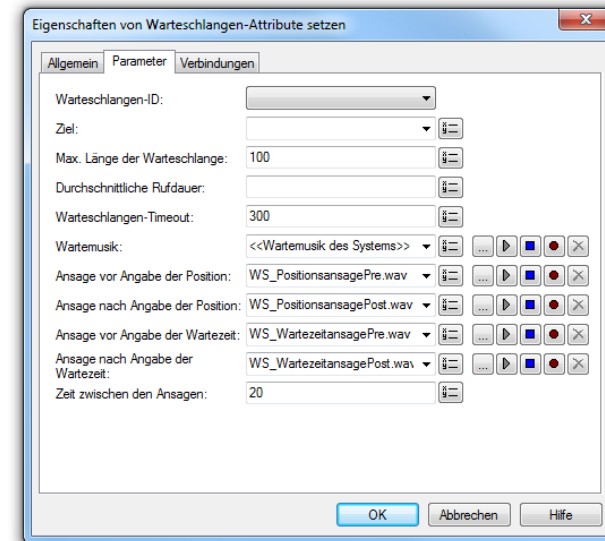 Eigenschaften von Warteschlangen-Attribute setzen
Allgemein Parameter Verbindungen
Warteschlangen-ID:
Ziel:
Max. Länge der Warteschlange: 100
Durchschnittliche Rufdauer:
Warteschlangen-Timeout: 300
Wartemusik: <<Wartemusik des Systems>> ...
Ansage vor Angabe der Position: WS_PositionsansagePre.wav ...
Ansage nach Angabe der Position: WS_PositionsansagePost.wav ...
Ansage vor Angabe der Wartezeit: WS_WartezeitansagePre.wav ...
Ansage nach Angabe der
Wartezeit: WS_WartezeitansagePost.wav ...
Zeit zwischen den Ansagen: 20
OK Abbrechen Hilfe